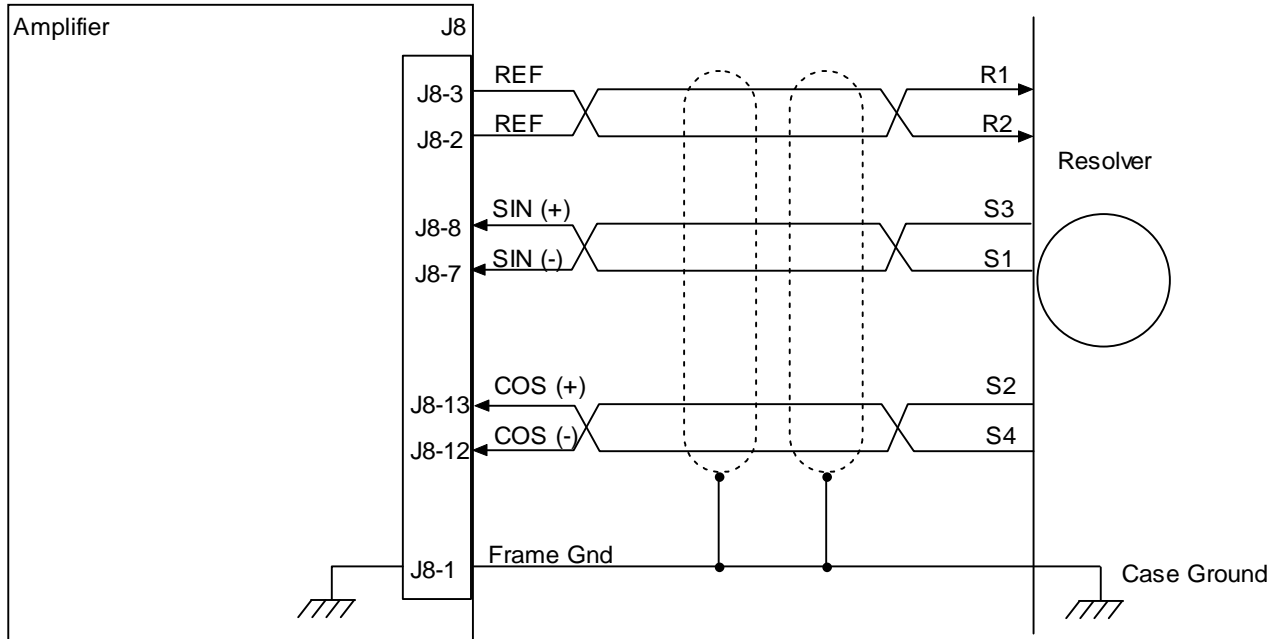 Amplifier
J8
J8-3
REF
R1
J8-2
REF
R2
Resolver
J8-8
SIN (+)
S3
J8-7
SIN (-)
S1
J8-13
COS (+)
S2
J8-12
COS (-)
S4
J8-1
Frame Gnd
Case Ground